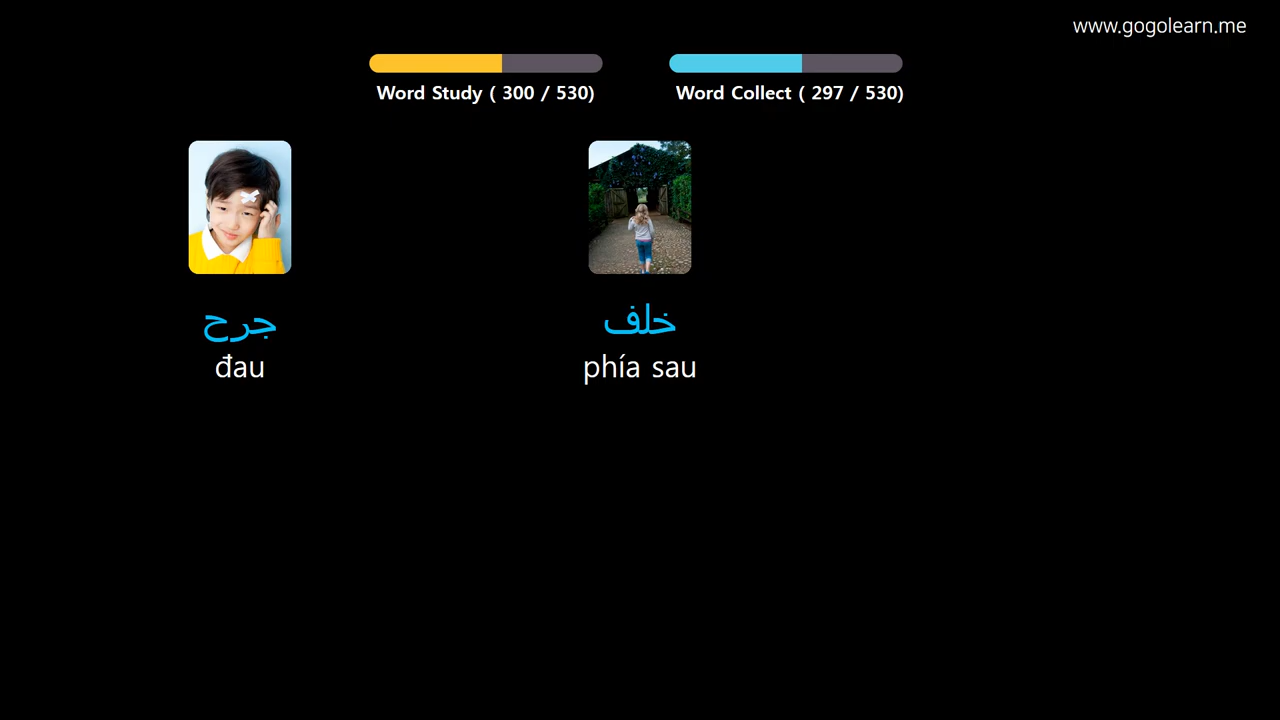 www.gogolearn.me
Word Study ( 300 / 530)
Word Collect ( 297 / 530)
جرح
đau
خلف
phía sau